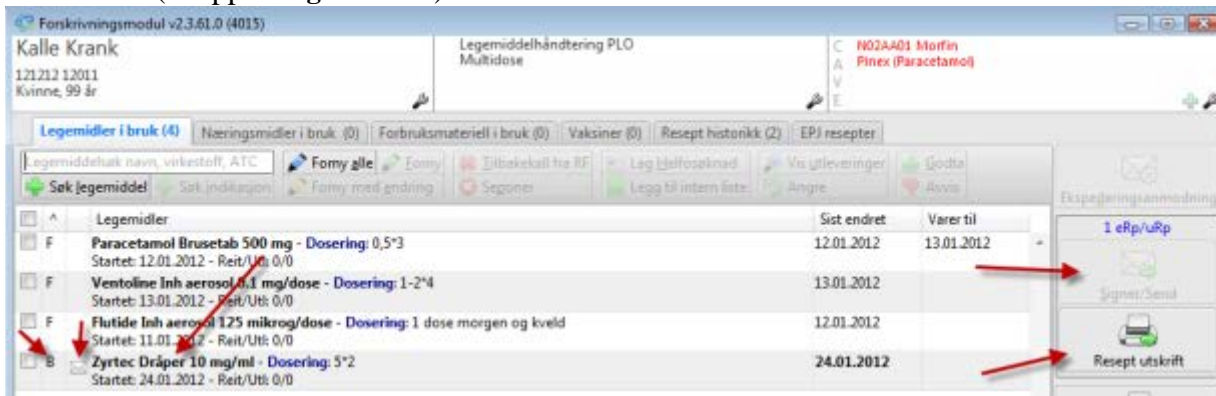 Forskrivningsmodul v2.3.61.0 (4015)
Kalle Krank
121212 12011
Kvinne, 99 år
Legemiddelhåndtering PLO
Multidose
C
A
V
E
N02AA01 Morfin
Pinex (Paracetamol)
Legemidler i bruk (4) Næringsmidler i bruk (0) Forbruksmateriell i bruk (0) Vaksiner (0) Resept historikk (2) EPJ resepter
Legemiddelsøk navn, virkestoff, ATC Forny alle Forny Tilbakekall fra RF Lag Helfosøknad Vis utleveringer Godta
Søk legemiddel Søk indikasjon Forny med endring Seponer Legg til intern liste Angre Avvis
Ekspederingsanmodning
Legemidler Sist endret Varer til
F Paracetamol Brusetab 500 mg - Dosering: 0,5*3 12.01.2012 13.01.2012
Startet: 12.01.2012 - Reit/Utl: 0/0
F Ventoline Inh aerosol 0,1 mg/dose - Dosering: 1-2*4 13.01.2012
Startet: 13.01.2012 - Reit/Utl: 0/0
F Flutide Inh aerosol 125 mikrog/dose - Dosering: 1 dose morgen og kveld 12.01.2012
Startet: 11.01.2012 - Reit/Utl: 0/0
B Zyrtec Dråper 10 mg/ml - Dosering: 5*2 24.01.2012
Startet: 24.01.2012 - Reit/Utl: 0/0
1 eRp/uRp
Signer/Send
Resept utskrift